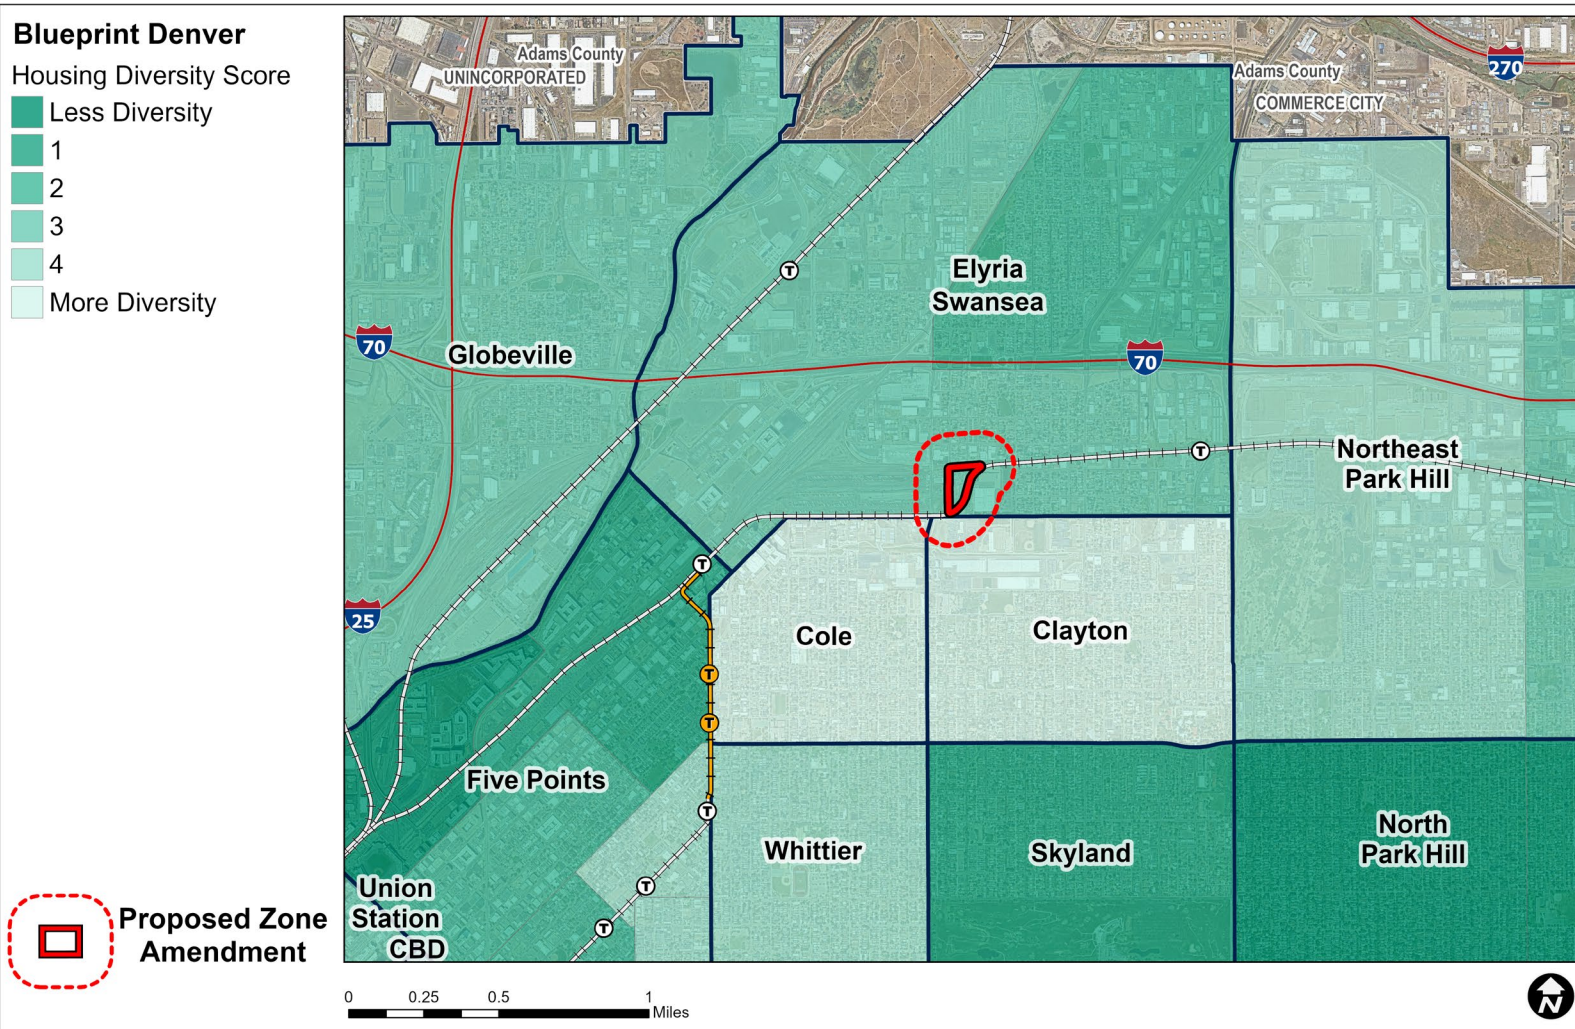 Blueprint Denver
Housing Diversity Score
Less Diversity
1
2
3
4
More Diversity
Proposed Zone
Amendment
Adams County
UNINCORPORATED
Adams County
COMMERCE CITY
270
Elyria
Swansea
70
Globeville
70
T
T
Northeast
Park Hill
T
25
Cole
Clayton
T
T
Five Points
T
Whittier
Skyland
North
Park Hill
T
T
Union
Station
CBD
0
0.25
0.5
1
Miles
N